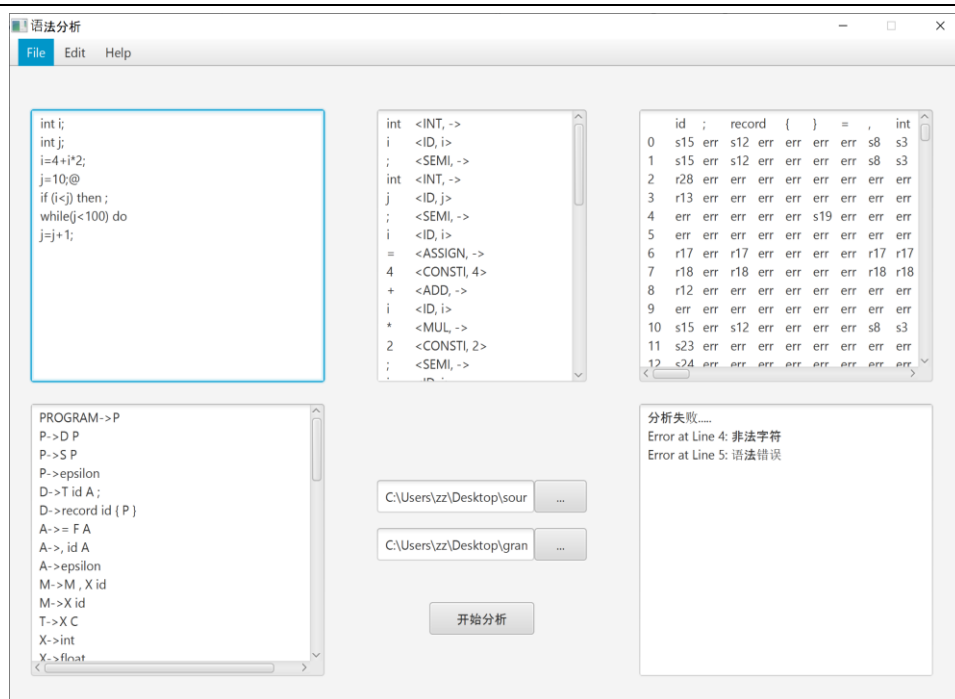 语法分析
File Edit Help
int i;
int j;
i=4+i*2;
j=10;@
if (i<j) then ;
while(j<100) do
j=j+1;
int <INT, ->
i <ID, i>
; <SEMI, ->
int <INT, ->
j <ID, j>
; <SEMI, ->
i <ID, i>
= <ASSIGN, ->
4 <CONSTI, 4>
+ <ADD, ->
i <ID, i>
* <MUL, ->
2 <CONSTI, 2>
; <SEMI, ->
id ; record { } = , int
0 s15 err s12 err err err s8 s3
1 s15 err s12 err err err s8 s3
2 r28 err err err err err err err
3 r13 err err err err err err err
4 err err err err err s19 err err err
5 err err err err err err err err
6 r17 err r17 err err err r17 r17
7 r18 err r18 err err err r18 r18
8 r12 err err err err err err err
9 err err err err err err err err
10 s15 err s12 err err err s8 s3
11 s23 err err err err err err err
12 s24 err err err err err err err
PROGRAM->P
P->D P
P->S P
P->epsilon
D->T id A ;
D->record id { P }
A->= F A
A->, id A
A->epsilon
M->M , X id
M->X id
T->X C
X->int
X->float
C:\Users\zz\Desktop\sour ...
C:\Users\zz\Desktop\gran ...
开始分析
分析失败.....
Error at Line 4: 非法字符
Error at Line 5: 语法错误